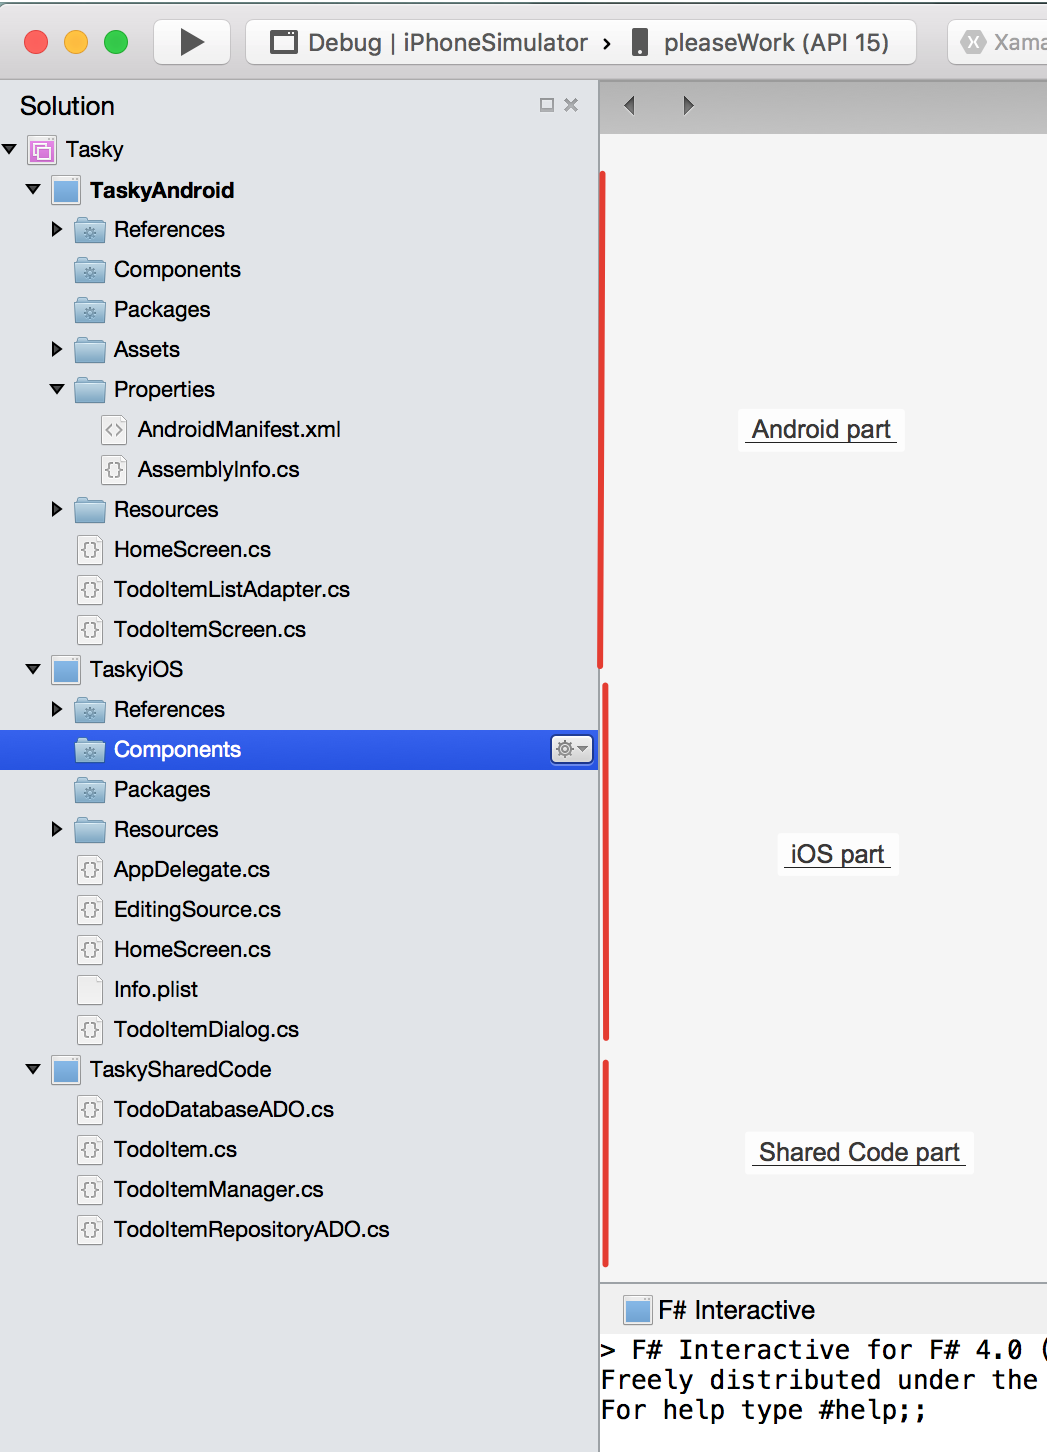 Debug | iPhoneSimulator › pleaseWork (API 15)
Xama
Solution
Tasky
TaskyAndroid
References
Components
Packages
Assets
Properties
AndroidManifest.xml
AssemblyInfo.cs
Resources
HomeScreen.cs
TodoItemListAdapter.cs
TodoItemScreen.cs
TaskyiOS
References
Components
Packages
Resources
AppDelegate.cs
EditingSource.cs
HomeScreen.cs
Info.plist
TodoItemDialog.cs
TaskySharedCode
TodoDatabaseADO.cs
TodoItem.cs
TodoItemManager.cs
TodoItemRepositoryADO.cs
Android part
iOS part
Shared Code part
F# Interactive
> F# Interactive for F# 4.0 (
Freely distributed under the
For help type #help;;